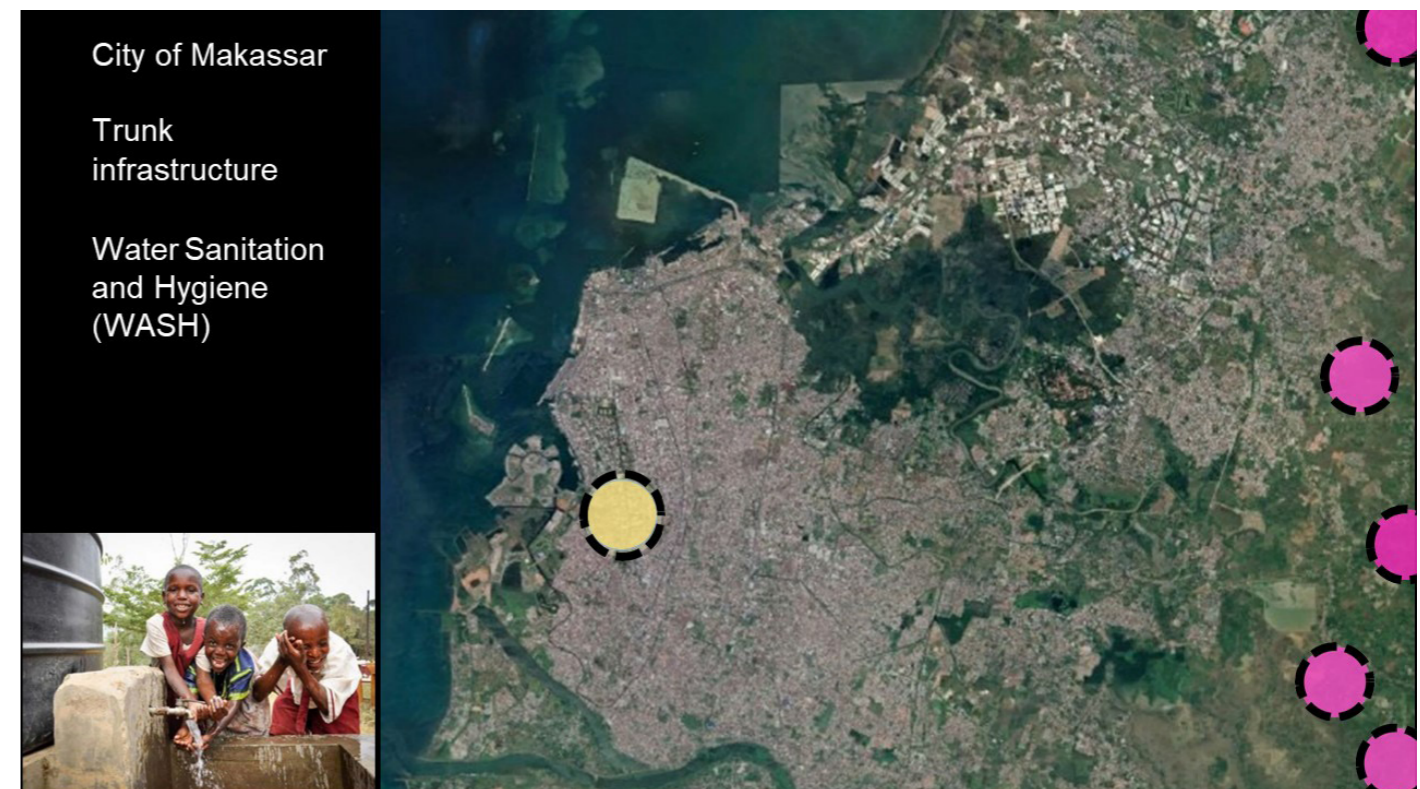 City of Makassar
Trunk
infrastructure
Water Sanitation
and Hygiene
(WASH)